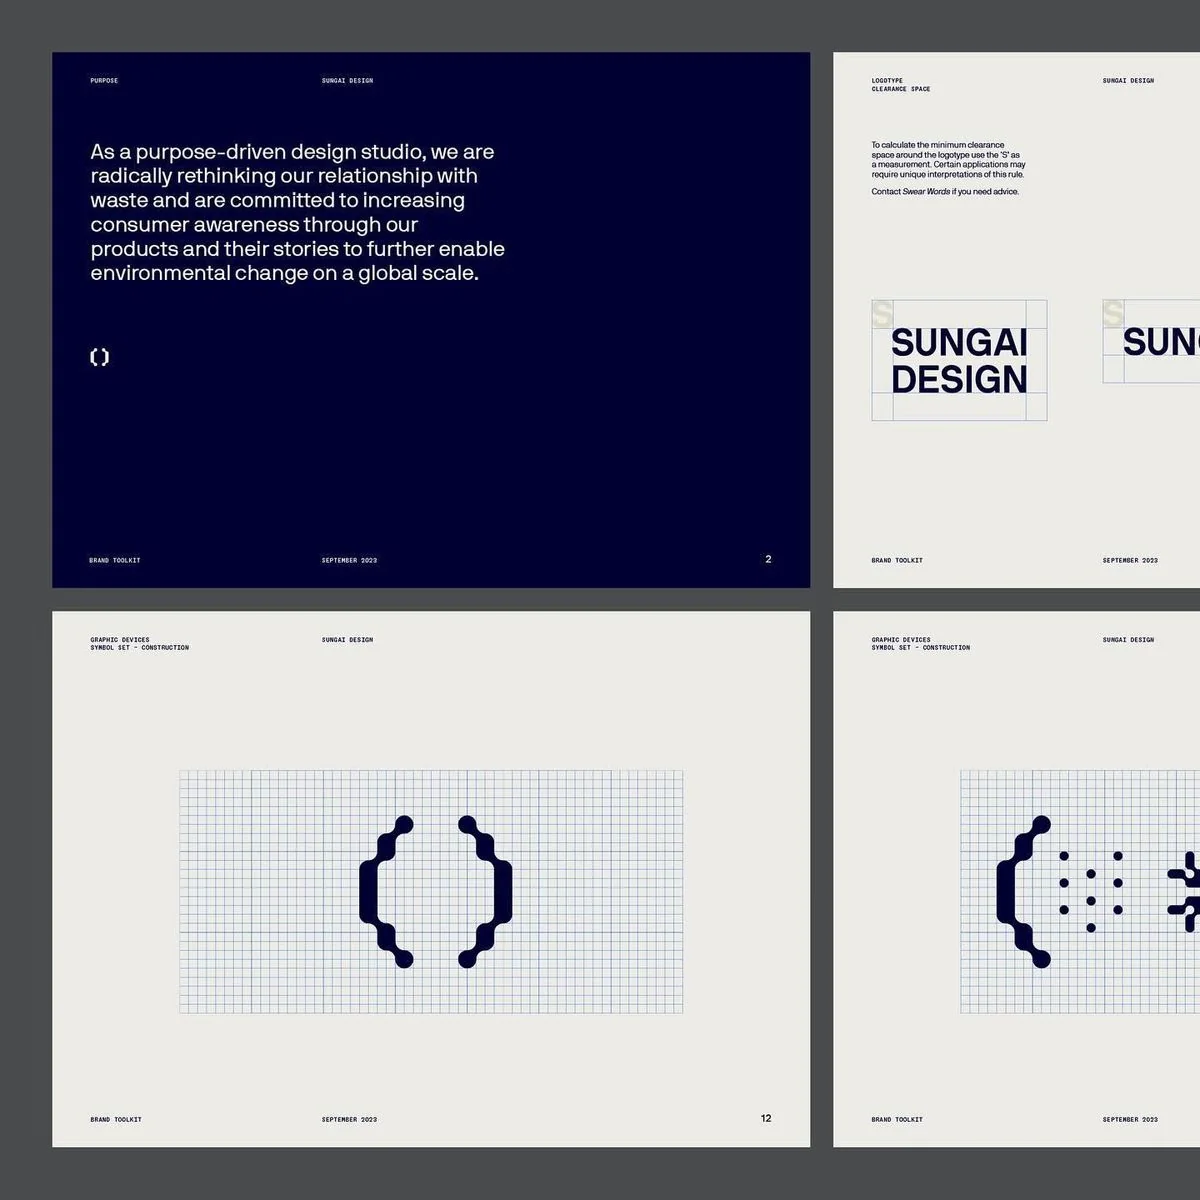 PURPOSE
SUNGAI DESIGN
As a purpose-driven design studio, we are
radically rethinking our relationship with
waste and are committed to increasing
consumer awareness through our
products and their stories to further enable
environmental change on a global scale.
BRAND TOOLKIT
SEPTEMBER 2023
2
LOGOTYPE
CLEARANCE SPACE
SUNGAI DESIGN
To calculate the minimum clearance
space around the logotype use the 'S' as
a measurement. Certain applications may
require unique interpretations of this rule.
Contact Swear Words if you need advice.
S
SUNGAI
DESIGN
S
SUNG
BRAND TOOLKIT
SEPTEMBER 2023
GRAPHIC DEVICES
SYMBOL SET - CONSTRUCTION
SUNGAI DESIGN
BRAND TOOLKIT
SEPTEMBER 2023
12
GRAPHIC DEVICES
SYMBOL SET - CONSTRUCTION
SUNGAI DESIGN
BRAND TOOLKIT
SEPTEMBER 2023